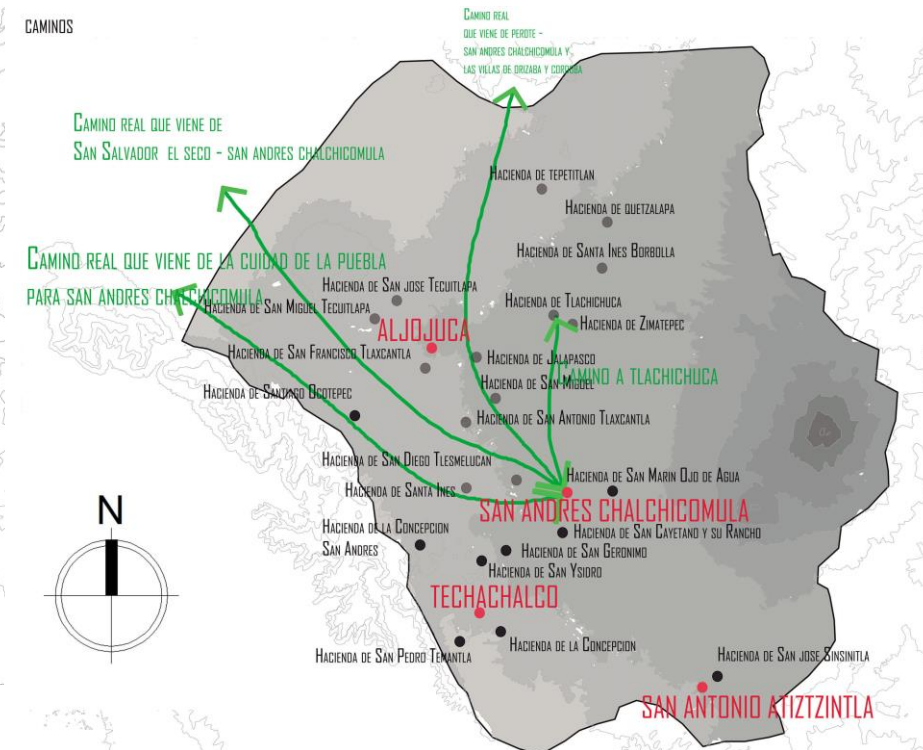 CAMINOS
CAMINO REAL
QUE VIENE DE PEROTE -
SAN ANDRES CHALCHICOMULA Y
LAS VILLAS DE ORIZABA Y CORDOBA
CAMINO REAL QUE VIENE DE
SAN SALVADOR EL SECO - SAN ANDRES CHALCHICOMULA
HACIENDA DE TEPETITLAN
HACIENDA DE QUETZALAPA
HACIENDA DE SANTA INES BORBOLLA
CAMINO REAL QUE VIENE DE LA CUIDAD DE LA PUEBLA
PARA SAN ANDRES CHALCHICOMULA
HACIENDA DE SAN JOSE TECUITLAPA
HACIENDA DE SAN MIGUEL TECUITLAPA
HACIENDA DE TLACHICHUCA
HACIENDA DE ZIMATEPEC
ALJOJUCA
HACIENDA DE SAN FRANCISCO TLAXCANTLA
HACIENDA DE JALAPASCO
CAMINO A TLACHICHUCA
HACIENDA DE SAN MIGUEL
HACIENDA DE SANTIAGO OCOTEPEC
HACIENDA DE SAN ANTONIO TLAXCANTLA
HACIENDA DE SAN DIEGO TLESMELUCAN
HACIENDA DE SAN MARIN OJO DE AGUA
HACIENDA DE SANTA INES
SAN ANDRES CHALCHICOMULA
N
HACIENDA DE LA CONCEPCION
SAN ANDRES
HACIENDA DE SAN CAYETANO Y SU RANCHO
HACIENDA DE SAN GERONIMO
HACIENDA DE SAN YSIDRO
TECHACHALCO
HACIENDA DE LA CONCEPCION
HACIENDA DE SAN PEDRO TEMANTLA
HACIENDA DE SAN JOSE SINSINITLA
SAN ANTONIO ATIZTZINTLA